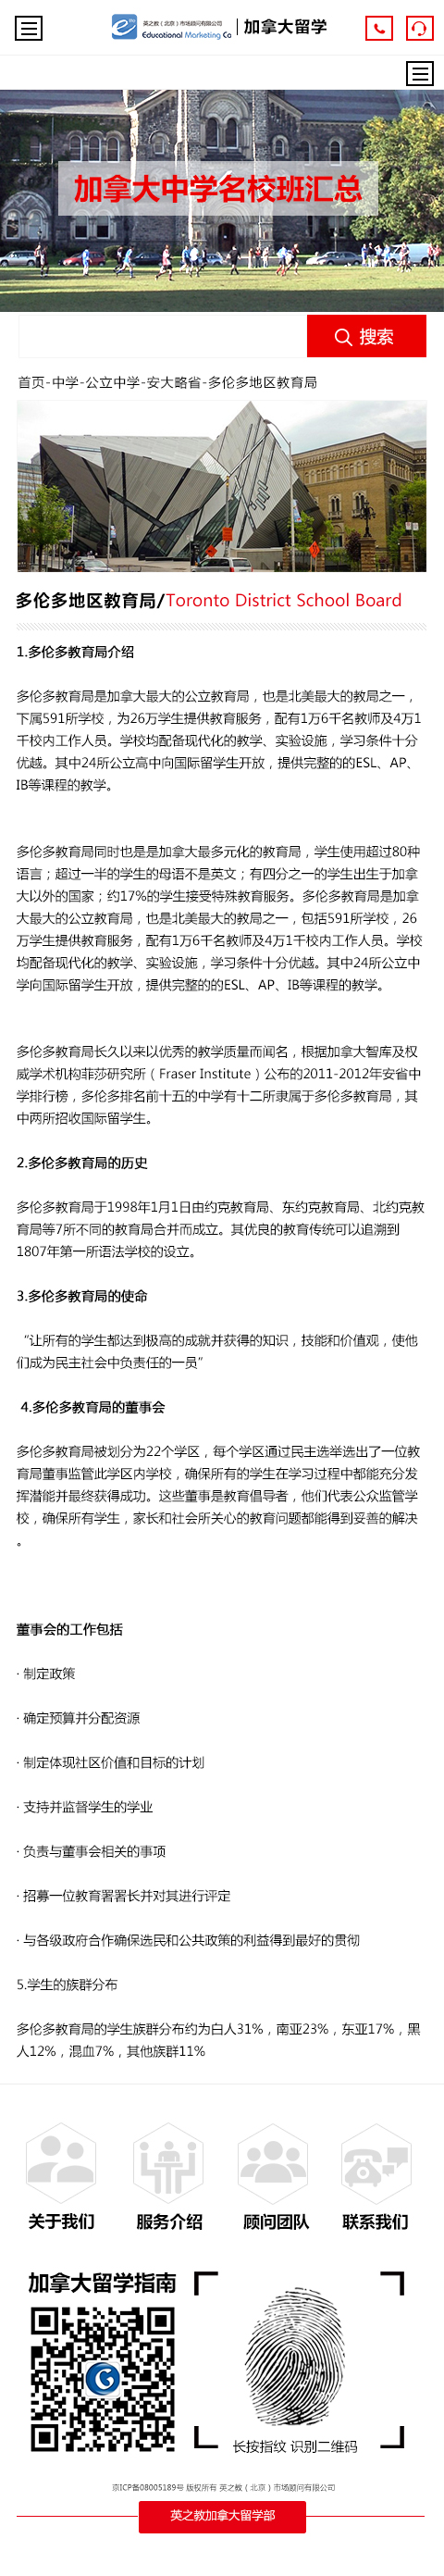 英之教（北京）市场顾问有限公司
Educational Marketing Co
加拿大留学
加拿大中学名校班汇总
搜索
首页-中学-公立中学-安大略省-多伦多地区教育局
多伦多地区教育局/Toronto District School Board
1.多伦多教育局介绍
多伦多教育局是加拿大最大的公立教育局，也是北美最大的教局之一，
下属591所学校，为26万学生提供教育服务，配有1万6千名教师及4万1
千校内工作人员。学校均配备现代化的教学、实验设施，学习条件十分
优越。其中24所公立高中向国际留学生开放，提供完整的的ESL、AP、
IB等课程的教学。
多伦多教育局同时也是是加拿大最多元化的教育局，学生使用超过80种
语言；超过一半的学生的母语不是英文；有四分之一的学生出生于加拿
大以外的国家；约17%的学生接受特殊教育服务。多伦多教育局是加拿
大最大的公立教育局，也是北美最大的教局之一，包括591所学校，26
万学生提供教育服务，配有1万6千名教师及4万1千校内工作人员。学校
均配备现代化的教学、实验设施，学习条件十分优越。其中24所公立中
学向国际留学生开放，提供完整的的ESL、AP、IB等课程的教学。
多伦多教育局长久以来以优秀的教学质量而闻名，根据加拿大智库及权
威学术机构菲莎研究所（Fraser Institute）公布的2011-2012年安省中
学排行榜，多伦多排名前十五的中学有十二所隶属于多伦多教育局，其
中两所招收国际留学生。
2.多伦多教育局的历史
多伦多教育局于1998年1月1日由约克教育局、东约克教育局、北约克教
育局等7所不同的教育局合并而成立。其优良的教育传统可以追溯到
1807年第一所语法学校的设立。
3.多伦多教育局的使命
“让所有的学生都达到极高的成就并获得的知识，技能和价值观，使他
们成为民主社会中负责任的一员”
4.多伦多教育局的董事会
多伦多教育局被划分为22个学区，每个学区通过民主选举选出了一位教
育局董事监管此学区内学校，确保所有的学生在学习过程中都能充分发
挥潜能并最终获得成功。这些董事是教育倡导者，他们代表公众监管学
校，确保所有学生，家长和社会所关心的教育问题都能得到妥善的解决
。
董事会的工作包括
· 制定政策
· 确定预算并分配资源
· 制定体现社区价值和目标的计划
· 支持并监督学生的学业
· 负责与董事会相关的事项
· 招募一位教育署署长并对其进行评定
· 与各级政府合作确保选民和公共政策的利益得到最好的贯彻
5.学生的族群分布
多伦多教育局的学生族群分布约为白人31%，南亚23%，东亚17%，黑
人12%，混血7%，其他族群11%
关于我们 服务介绍 顾问团队 联系我们
加拿大留学指南
长按指纹 识别二维码
京ICP备08005189号 版权所有 英之教（北京）市场顾问有限公司
英之教加拿大留学部